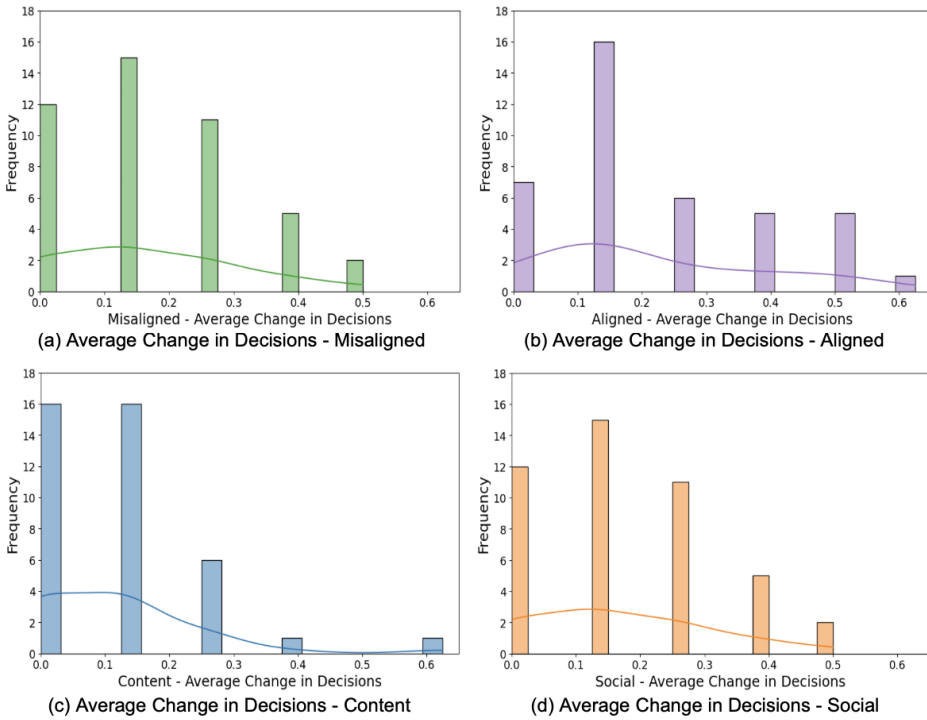 18
16
14
12
10
8
6
4
2
0
Frequency
0.0 0.1 0.2 0.3 0.4 0.5 0.6
Misaligned - Average Change in Decisions
(a) Average Change in Decisions - Misaligned
18
16
14
12
10
8
6
4
2
0
Frequency
0.0 0.1 0.2 0.3 0.4 0.5 0.6
Aligned - Average Change in Decisions
(b) Average Change in Decisions - Aligned
18
16
14
12
10
8
6
4
2
0
Frequency
0.0 0.1 0.2 0.3 0.4 0.5 0.6
Content - Average Change in Decisions
(c) Average Change in Decisions - Content
18
16
14
12
10
8
6
4
2
0
Frequency
0.0 0.1 0.2 0.3 0.4 0.5 0.6
Social - Average Change in Decisions
(d) Average Change in Decisions - Social